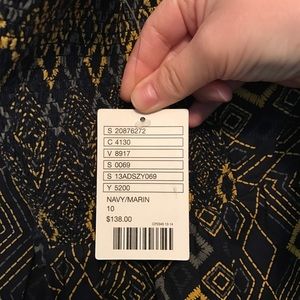 S 20876272
C 4130
V 8917
S 0069
S 13ADSZY069
Y 5200
NAVY/MARIN
10
$138.00